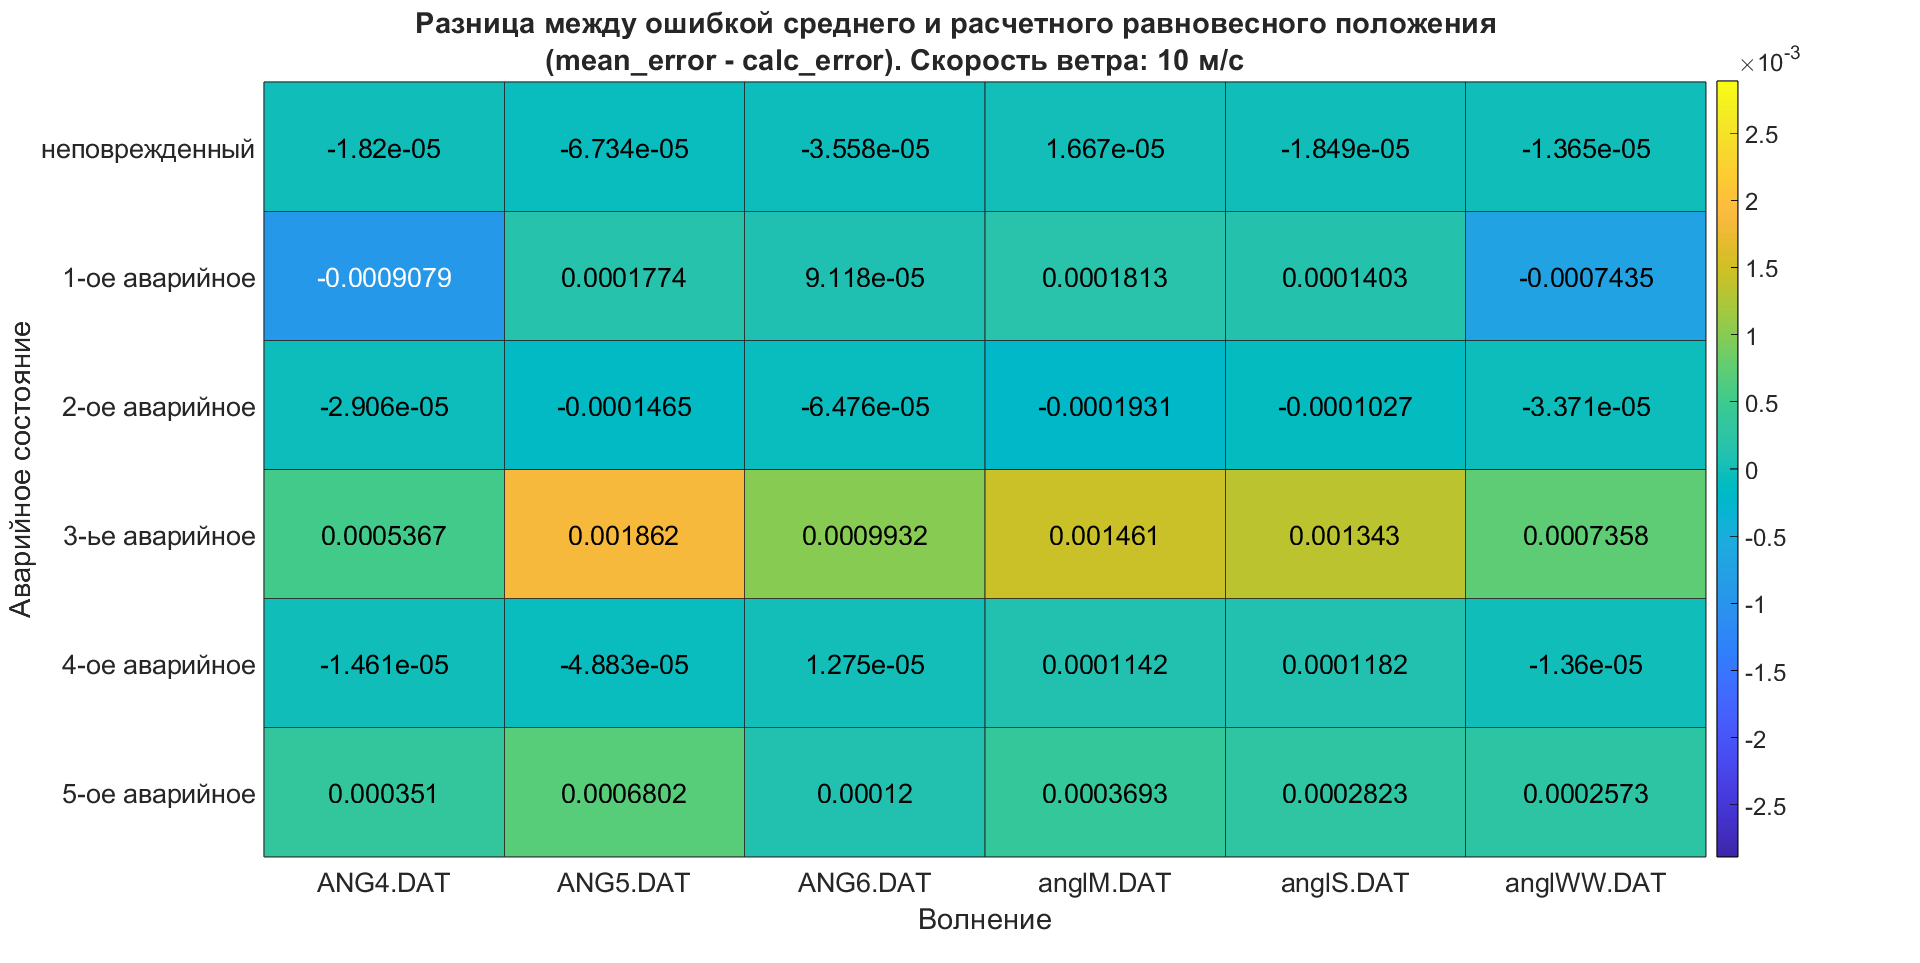 Разница между ошибкой среднего и расчетного равновесного положения
(mean_error - calc_error). Скорость ветра: 10 м/с
×10-3
неповрежденный -1.82e-05 -6.734e-05 -3.558e-05 1.667e-05 -1.849e-05 -1.365e-05
1-ое аварийное -0.0009079 0.0001774 9.118e-05 0.0001813 0.0001403 -0.0007435
2-ое аварийное -2.906e-05 -0.0001465 -6.476e-05 -0.0001931 -0.0001027 -3.371e-05
3-ье аварийное 0.0005367 0.001862 0.0009932 0.001461 0.001343 0.0007358
4-ое аварийное -1.461e-05 -4.883e-05 1.275e-05 0.0001142 0.0001182 -1.36e-05
5-ое аварийное 0.000351 0.0006802 0.00012 0.0003693 0.0002823 0.0002573
ANG4.DAT ANG5.DAT ANG6.DAT anglM.DAT anglS.DAT anglWW.DAT
Волнение
Аварийное состояние
2.5
2
1.5
1
0.5
0
-0.5
-1
-1.5
-2
-2.5